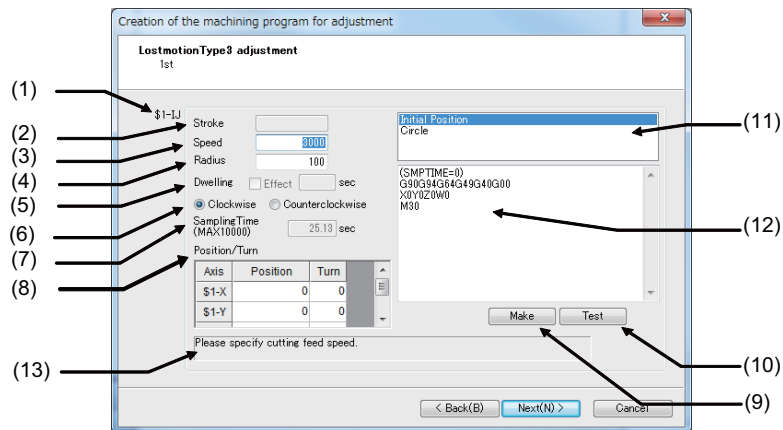 Creation of the machining program for adjustment
x
LostmotionType3 adjustment
1st
(1)
$1-IJ
(2)
Stroke
(3)
Speed
3000
(4)
Radius
100
(5)
Dwelling
Effect
sec
(6)
Clockwise
Counterclockwise
(7)
SamplingTime
(MAX10000)
25.13 sec
(8)
Position/Turn
Axis Position Turn
$1-X 0 0
$1-Y 0 0
(13)
Please specify cutting feed speed.
Initial Position
Circle
(11)
(SMPTIME=0)
G90G94G64G49G40G00
X0Y0Z0W0
M30
(12)
Make
Test
(10)
(9)
< Back(B)
Next(N) >
Cancel